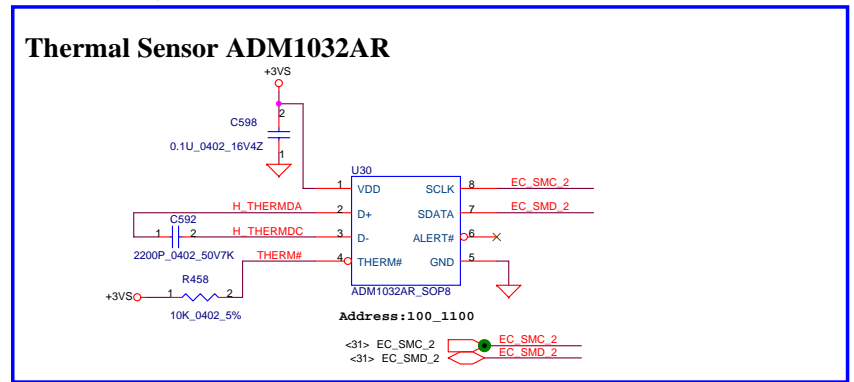 Thermal Sensor ADM1032AR
+3VS
2
C598
0.1U_0402_16V4Z
1
U30
1 VDD SCLK 8 EC_SMC_2
H_THERMDA 2 D+ SDATA 7 EC_SMD_2
C592
1 2 H_THERMDC 3 D- ALERT# 6
2200P_0402_50V7K THERM# 4 THERM# GND 5
R458
+3VS 1 2 ADM1032AR_SOP8
10K_0402_5% Address:100_1100
<31> EC_SMC_2 EC_SMC_2
<31> EC_SMD_2 EC_SMD_2